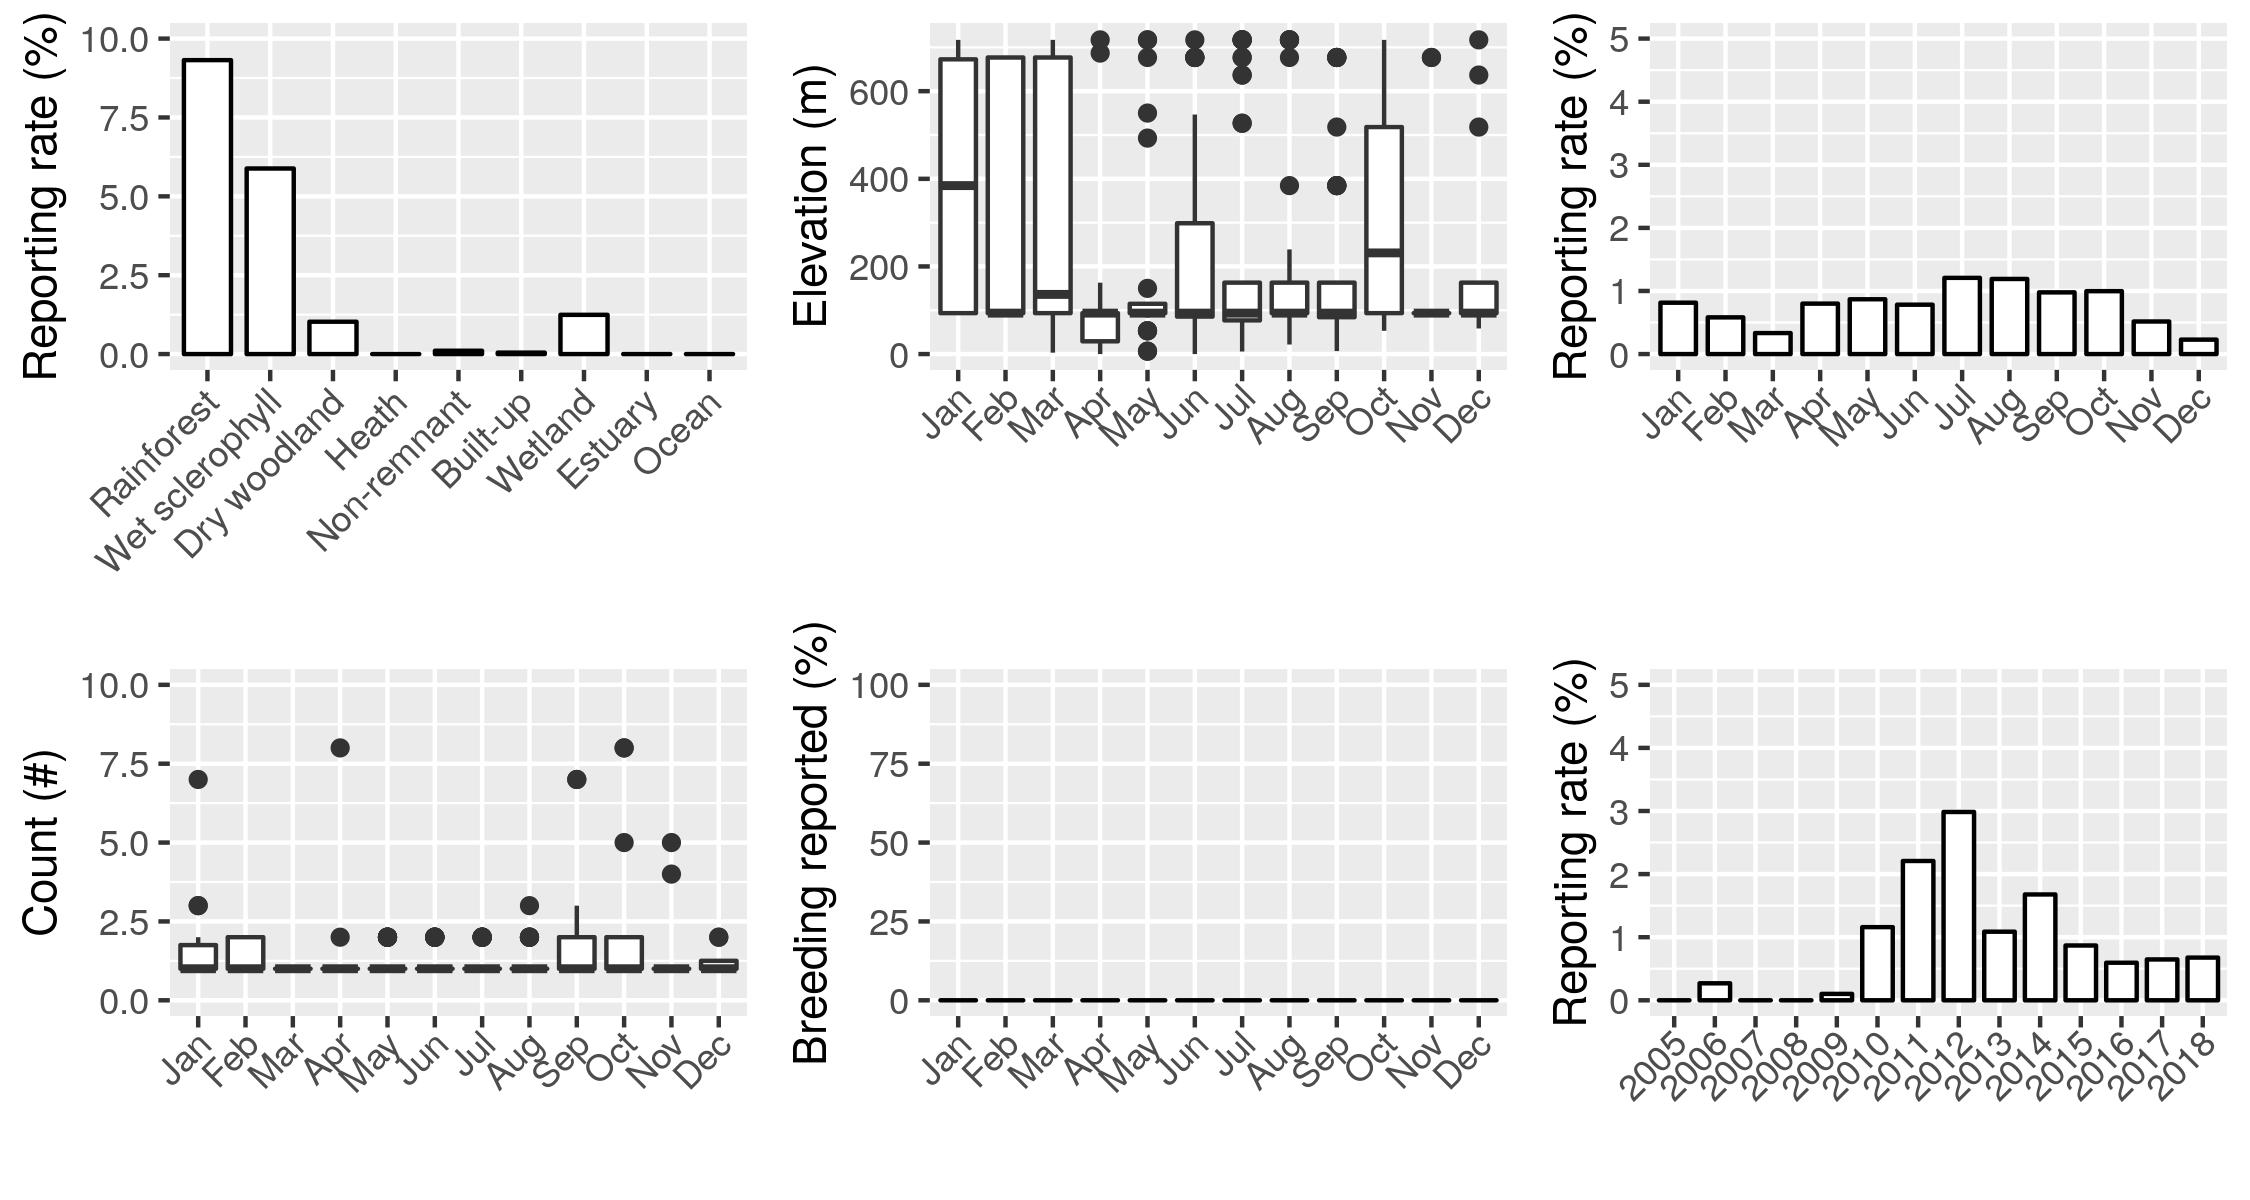 Reporting rate (%)
10.0
7.5
5.0
2.5
0.0
Rainforest
Wet sclerophyll
Dry woodland
Heath
Non-remnant
Built-up
Wetland
Estuary
Ocean
Elevation (m)
600
400
200
0
Jan
Feb
Mar
Apr
May
Jun
Jul
Aug
Sep
Oct
Nov
Dec
Reporting rate (%)
5
4
3
2
1
0
Jan
Feb
Mar
Apr
May
Jun
Jul
Aug
Sep
Oct
Nov
Dec
Count (#)
10.0
7.5
5.0
2.5
0.0
Jan
Feb
Mar
Apr
May
Jun
Jul
Aug
Sep
Oct
Nov
Dec
Breeding reported (%)
100
75
50
25
0
Jan
Feb
Mar
Apr
May
Jun
Jul
Aug
Sep
Oct
Nov
Dec
Reporting rate (%)
5
4
3
2
1
0
2005
2006
2007
2008
2009
2010
2011
2012
2013
2014
2015
2016
2017
2018